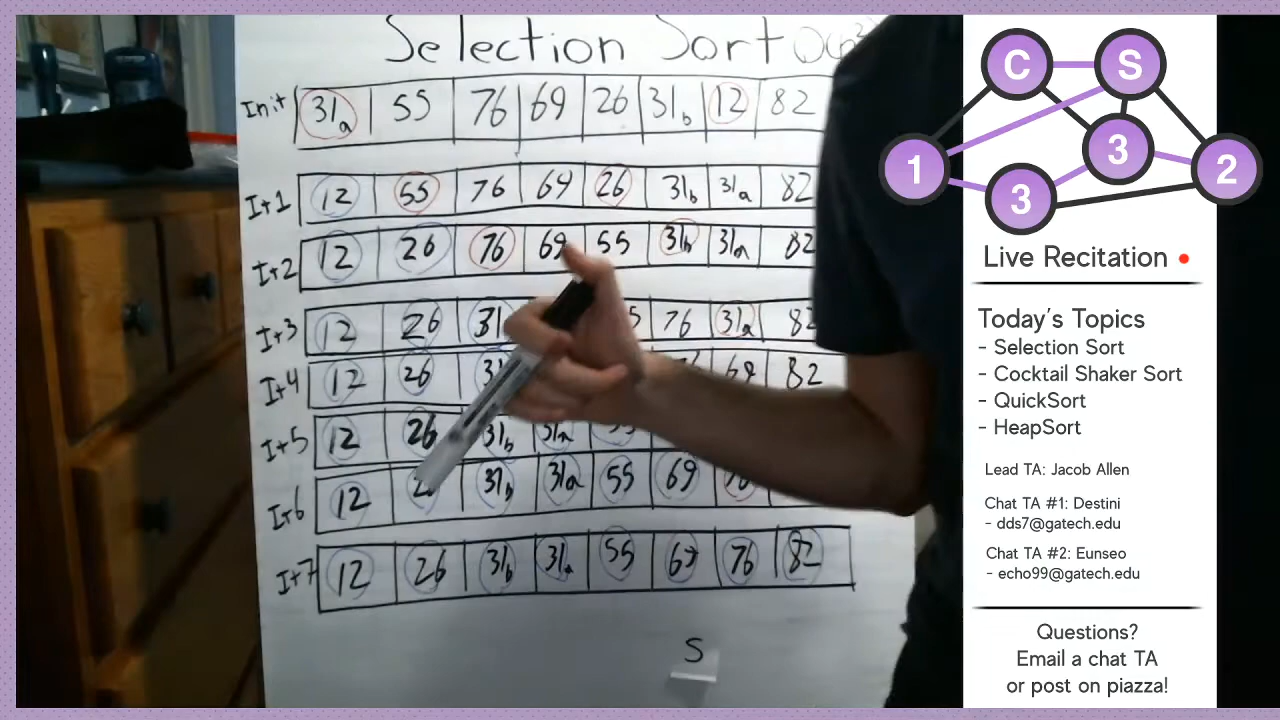 Selection Sort O(n²
Init 31a 55 76 69 26 31b 12 82
It1 12 55 76 69 26 31b 31a 82
It2 12 26 76 69 55 31b 31a 82
It3 12 26 31 76 31a 82
It4 12 26 69 82
It5 12 26 31b 31a 55
It6 12 31b 31a 55 69
It7 12 26 31b 31a 55 69 76 82
S
C S
1 3 3 2
Live Recitation
Today's Topics
- Selection Sort
- Cocktail Shaker Sort
- QuickSort
- HeapSort
Lead TA: Jacob Allen
Chat TA #1: Destini
- dds7@gatech.edu
Chat TA #2: Eunseo
- echo99@gatech.edu
Questions?
Email a chat TA
or post on piazza!